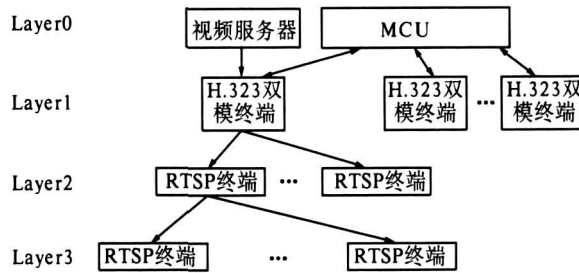 Layer0
视频服务器
MCU
Layer1
H.323双
模终端
H.323双
模终端
...
H.323双
模终端
Layer2
RTSP终端
...
RTSP终端
Layer3
RTSP终端
...
RTSP终端